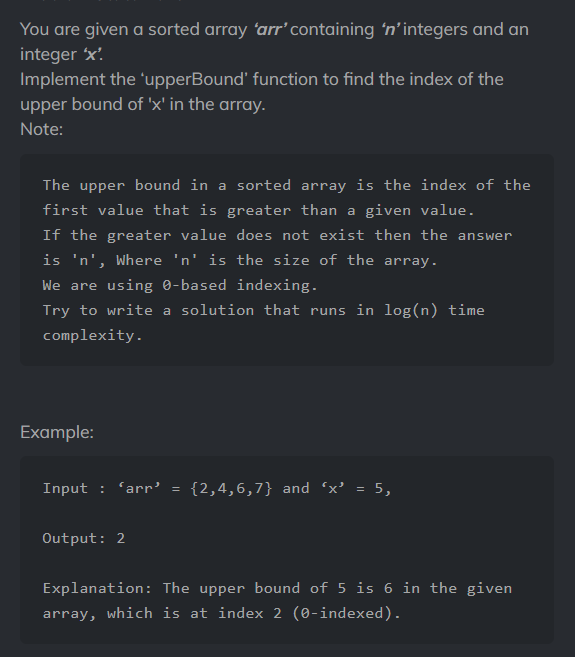 You are given a sorted array ‘arr’ containing ‘n’ integers and an
integer ‘x’.
Implement the ‘upperBound’ function to find the index of the
upper bound of 'x' in the array.
Note:
The upper bound in a sorted array is the index of the
first value that is greater than a given value.
If the greater value does not exist then the answer
is 'n', Where 'n' is the size of the array.
We are using 0-based indexing.
Try to write a solution that runs in log(n) time
complexity.
Example:
Input : ‘arr’ = {2,4,6,7} and ‘x’ = 5,
Output: 2
Explanation: The upper bound of 5 is 6 in the given
array, which is at index 2 (0-indexed).